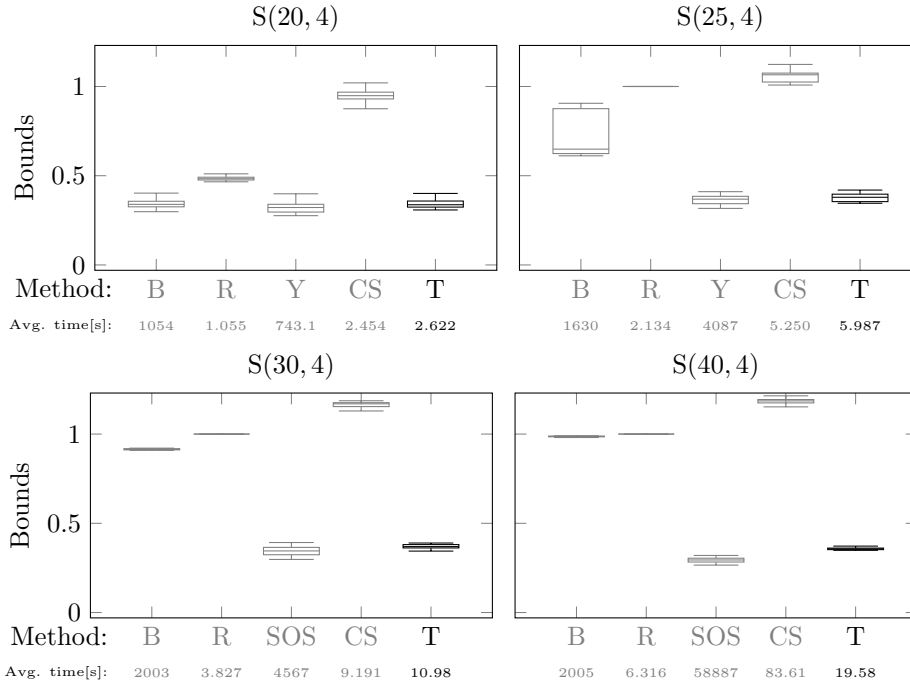 S(20, 4) S(25, 4)
1
0.5
0
Bounds
Method: B R Y CS T B R Y CS T
Avg. time[s]: 1054 1.055 743.1 2.454 2.622 1630 2.134 4087 5.250 5.987
S(30, 4) S(40, 4)
1
0.5
0
Bounds
Method: B R SOS CS T B R SOS CS T
Avg. time[s]: 2003 3.827 4567 9.191 10.98 2005 6.316 58887 83.61 19.58